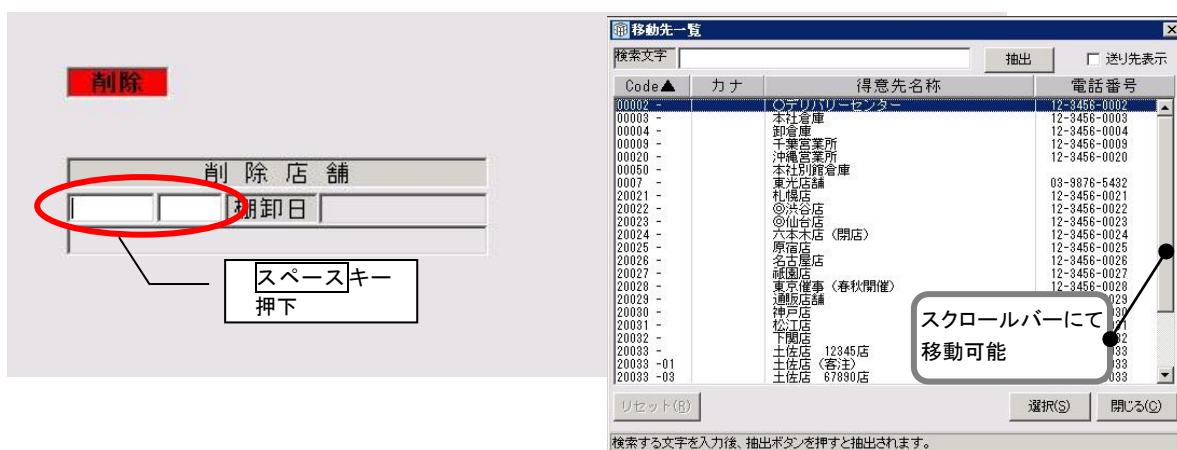 削除
削 除 店 舗
棚卸日
スペースキー
押下
移動先一覧
検索文字 抽出 送り先表示
Code▲ カナ 得意先名称 電話番号
00002 - 〇デリバリーセンター 12-3456-0002
00003 - 本社倉庫 12-3456-0003
00004 - 卸倉庫 12-3456-0004
00009 - 千葉営業所 12-3456-0009
00020 - 沖縄営業所 12-3456-0020
00050 - 本社別館倉庫
0007 - 東光店舗 03-9876-5432
20021 - 札幌店 12-3456-0021
20022 - ◎渋谷店 12-3456-0022
20023 - ◎仙台店 12-3456-0023
20024 - 六本木店（閉店） 12-3456-0024
20025 - 原宿店 12-3456-0025
20026 - 名古屋店 12-3456-0026
20027 - 祇園店 12-3456-0027
20028 - 東京催事（春秋開催） 12-3456-0028
20029 - 通販店舗 029
20030 - 神戸店 030
20031 - 松江店
20032 - 下関店
20033 - 土佐店 12345店 033
20033 -01 土佐店（客注） 033
20033 -03 土佐店 67890店 033
スクロールバーにて
移動可能
リセット(R) 選択(S) 閉じる(C)
検索する文字を入力後、抽出ボタンを押すと抽出されます。